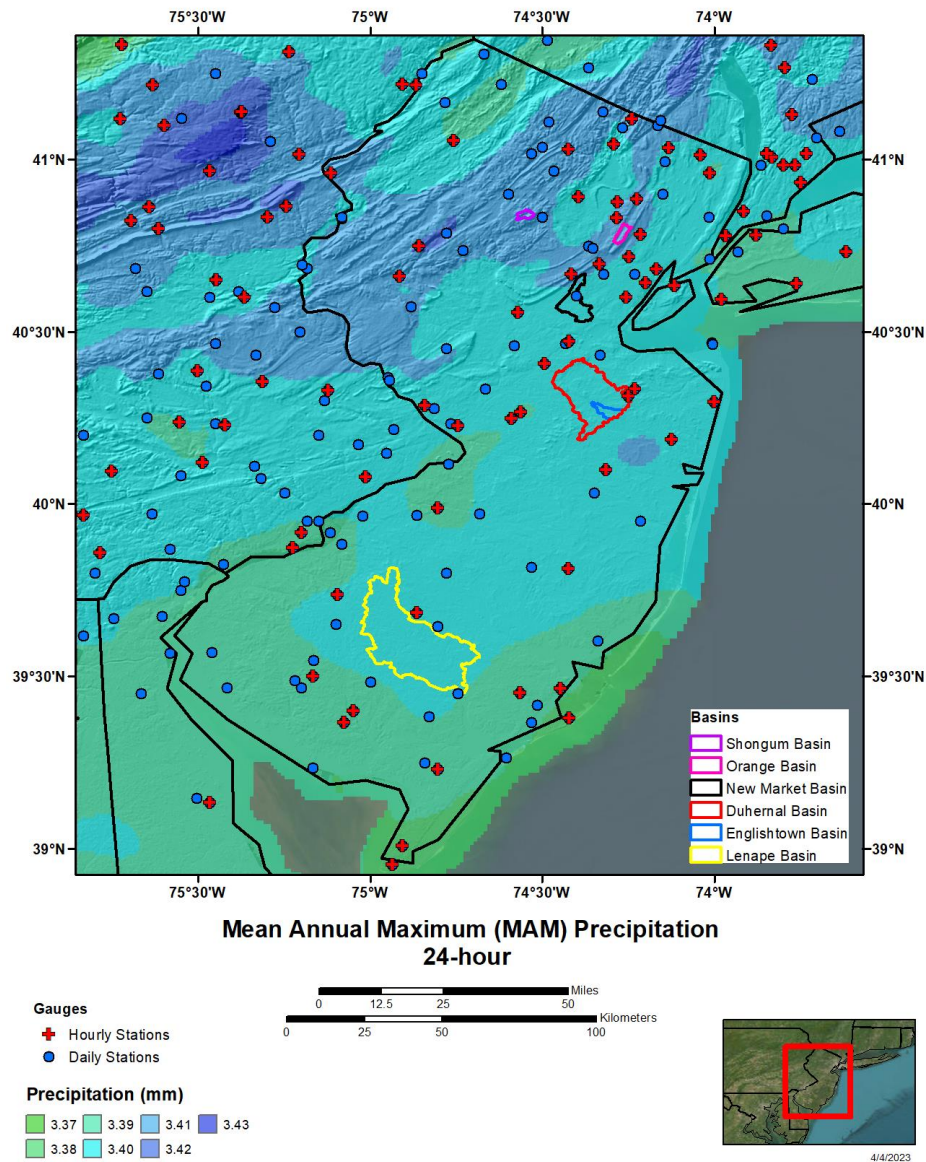 75°30'W 75°W 74°30'W 74°W
41°N 41°N
40°30'N 40°30'N
40°N 40°N
39°30'N 39°30'N
39°N 39°N
Basins
Shongum Basin
Orange Basin
New Market Basin
Duhernal Basin
Englishtown Basin
Lenape Basin
75°30'W 75°W 74°30'W 74°W
Mean Annual Maximum (MAM) Precipitation
24-hour
Miles
0 12.5 25 50
Kilometers
0 25 50 100
Gauges
Hourly Stations
Daily Stations
Precipitation (mm)
3.37 3.39 3.41 3.43
3.38 3.40 3.42
4/4/2023